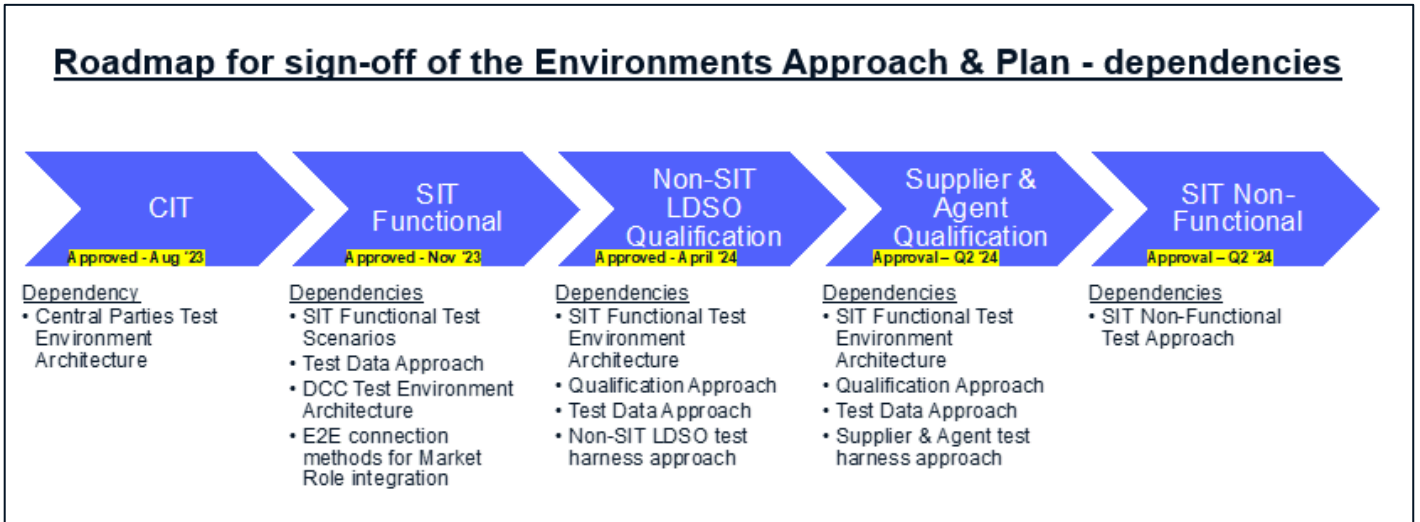 Roadmap for sign-off of the Environments Approach & Plan - dependencies
CIT
Approved - Aug '23
Dependency
• Central Parties Test
Environment
Architecture
SIT
Functional
Approved - Nov '23
Dependencies
• SIT Functional Test
Scenarios
• Test Data Approach
• DCC Test Environment
Architecture
• E2E connection
methods for Market
Role integration
Non-SIT
LDSO
Qualification
Approved - April '24
Dependencies
• SIT Functional Test
Environment
Architecture
• Qualification Approach
• Test Data Approach
• Non-SIT LDSO test
harness approach
Supplier &
Agent
Qualification
Approval – Q2 '24
Dependencies
• SIT Functional Test
Environment
Architecture
• Qualification Approach
• Test Data Approach
• Supplier & Agent test
harness approach
SIT Non-
Functional
Approval – Q2 '24
Dependencies
• SIT Non-Functional
Test Approach